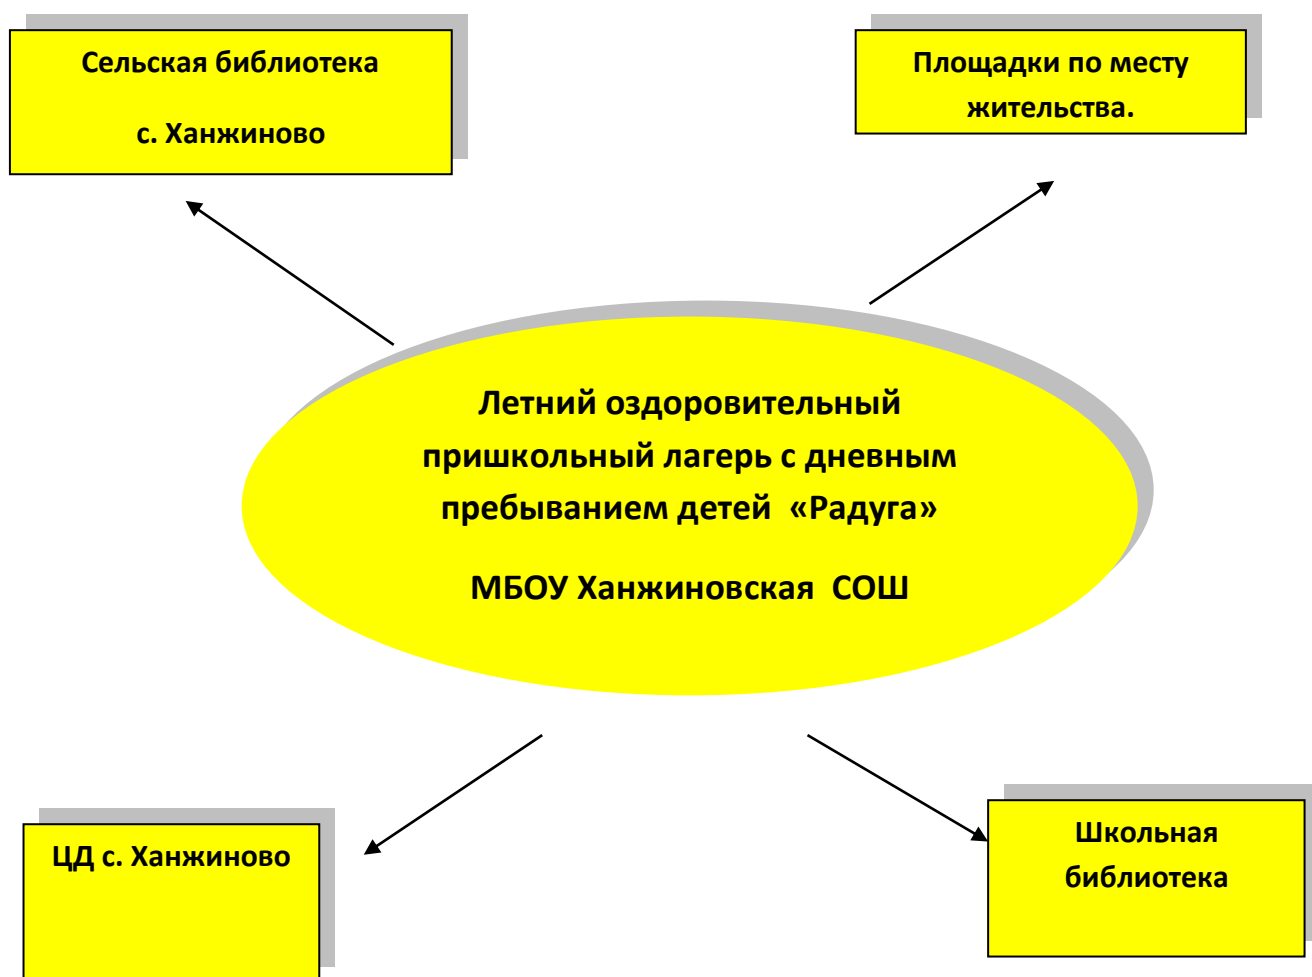 Сельская библиотека
с. Ханжиново
Площадки по месту
жительства.
Летний оздоровительный
пришкольный лагерь с дневным
пребыванием детей «Радуга»
МБОУ Ханжиновская СОШ
ЦД с. Ханжиново
Школьная
библиотека